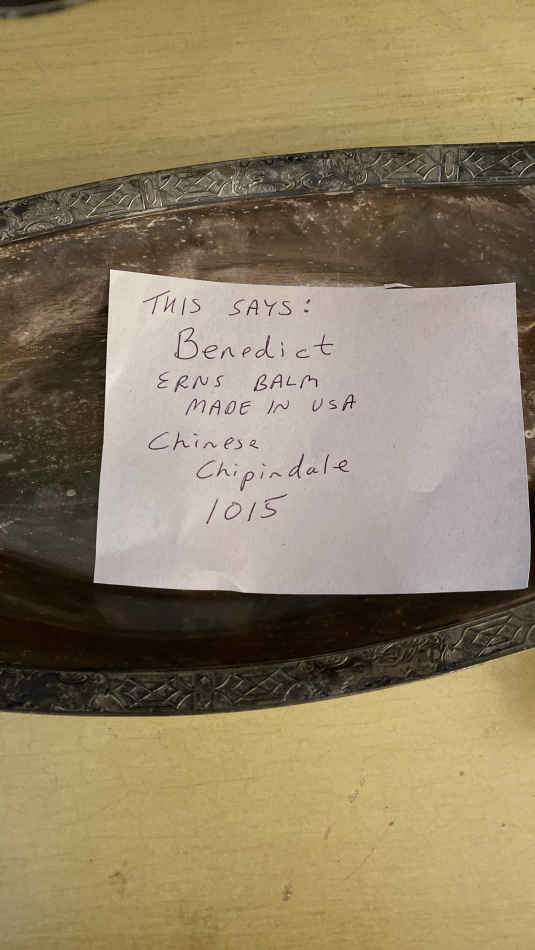 THIS SAYS:
Benedict
ERNS BALM
MADE IN USA
Chinese
Chipindale
1015